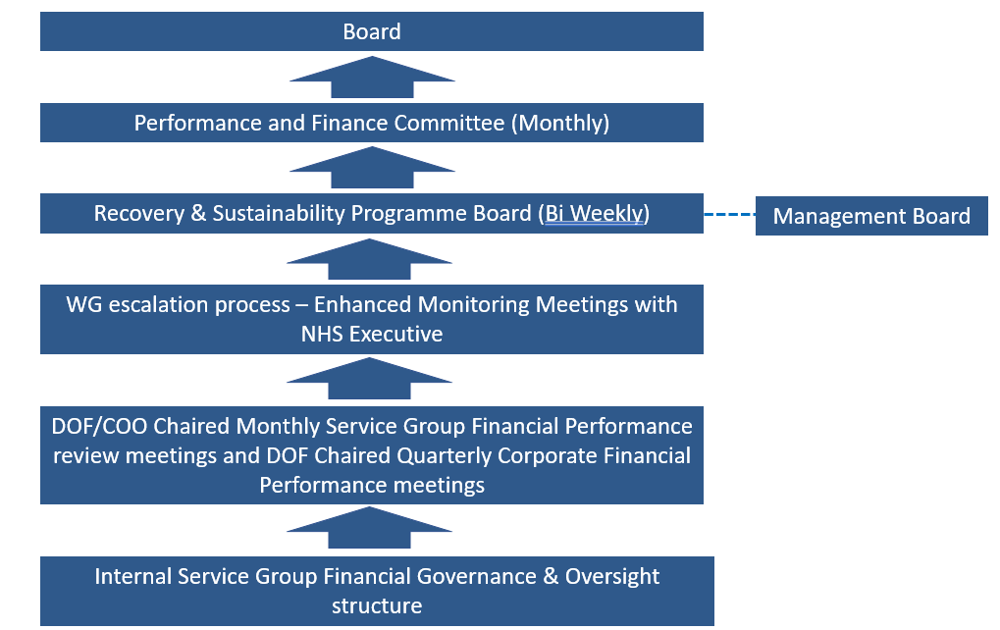 Board
Performance and Finance Committee (Monthly)
Recovery & Sustainability Programme Board (Bi Weekly)
Management Board
WG escalation process – Enhanced Monitoring Meetings with
NHS Executive
DOF/COO Chaired Monthly Service Group Financial Performance
review meetings and DOF Chaired Quarterly Corporate Financial
Performance meetings
Internal Service Group Financial Governance & Oversight
structure